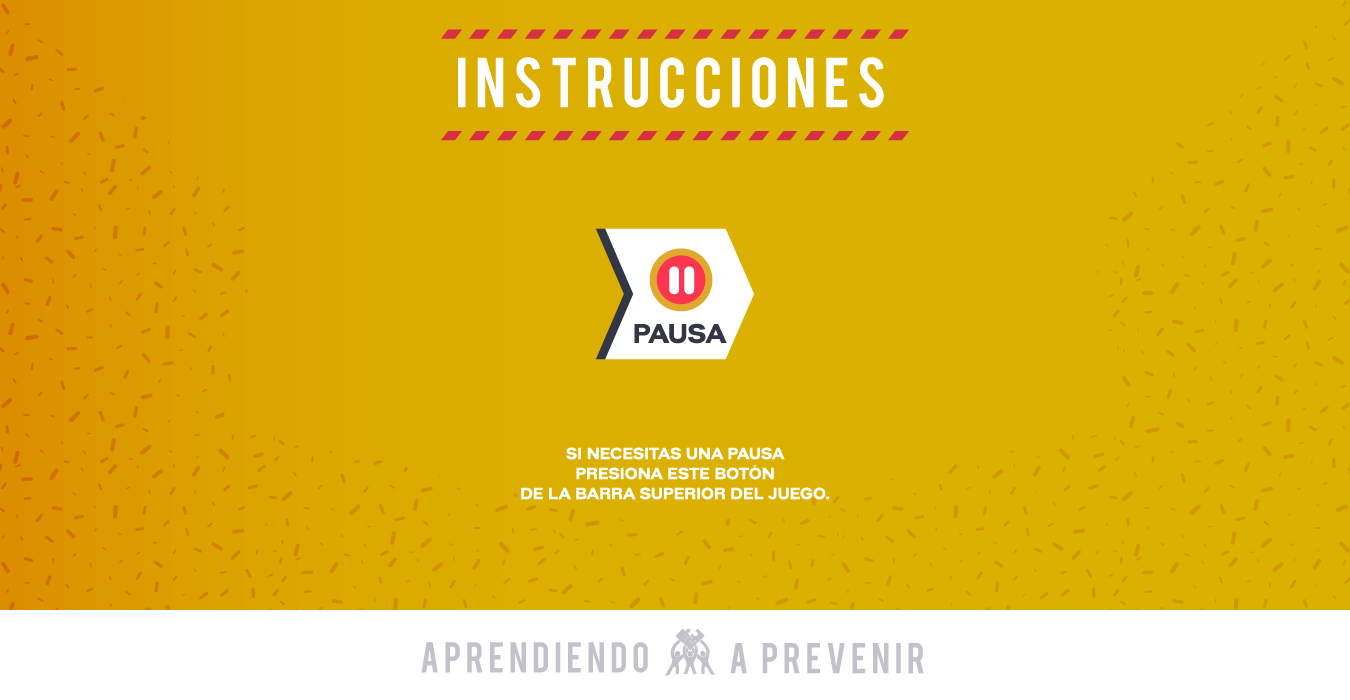 INSTRUCCIONES
PAUSA
SI NECESITAS UNA PAUSA
PRESIONA ESTE BOTÓN
DE LA BARRA SUPERIOR DEL JUEGO.
APRENDIENDO A PREVENIR